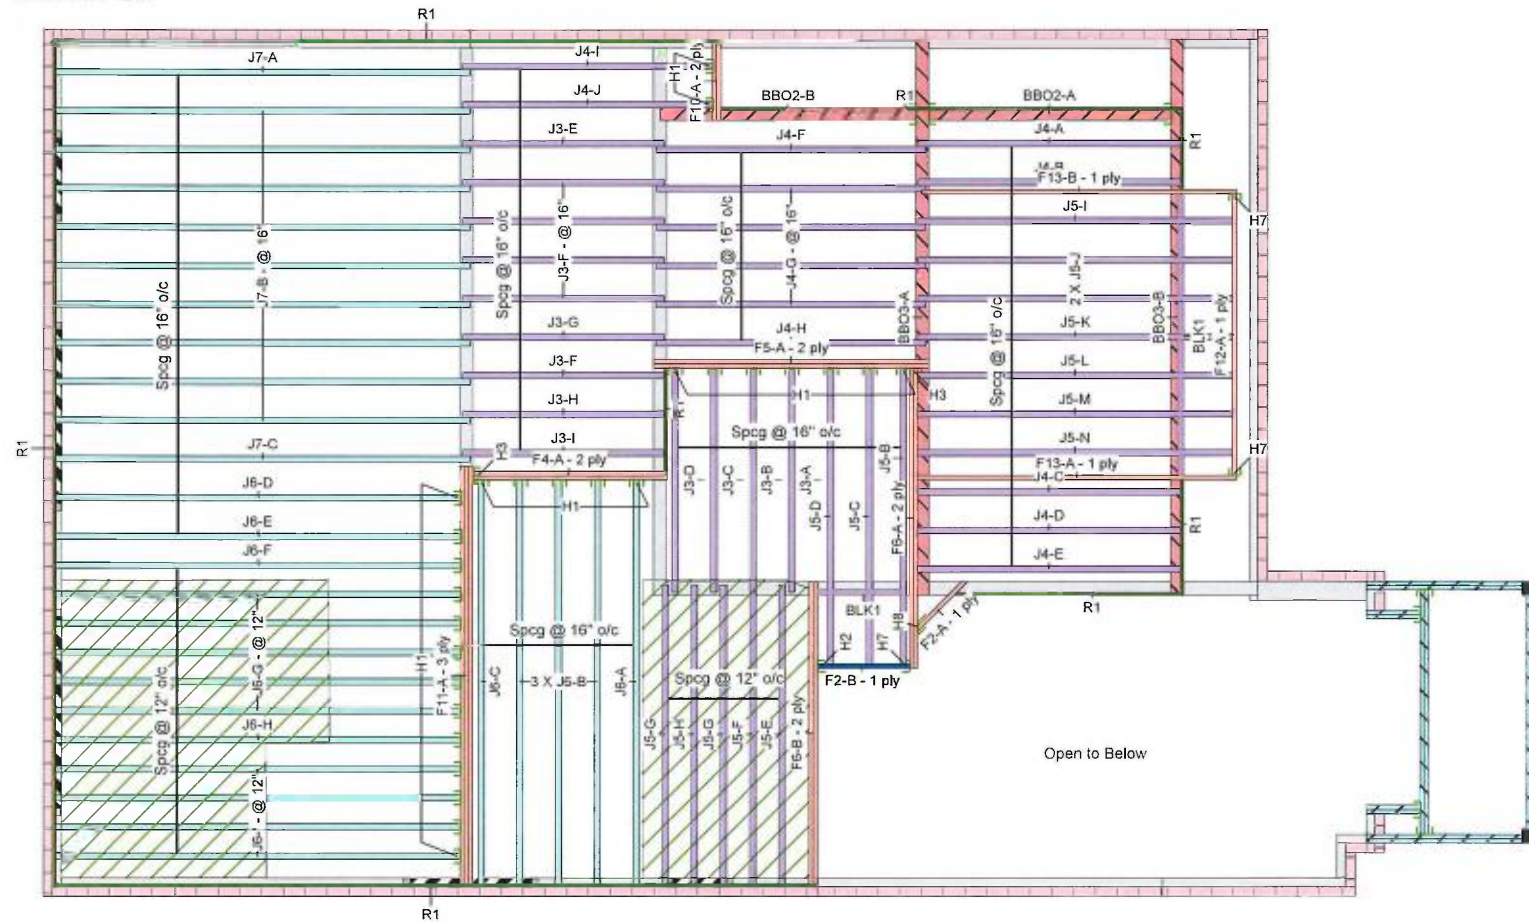 R1
J7-A
J4-I
H1
F10-A - 2 ply
J4-J
BBO2-B
R1
BBO2-A
J3-E
J4-F
J4-A
R1
J4-B
F13-B - 1 ply
J5-I
H7
Spcg @ 16" o/c
J7-B - @ 16"
Spcg @ 16" o/c
J3-F - @ 16"
Spcg @ 16" o/c
J4-G - @ 16"
BBO3-A
Spcg @ 16" o/c
2 X J5-J
BBO3-B
BLK1
F12-A - 1 ply
J3-G
J4-H
F5-A - 2 ply
J5-K
J3-F
J5-L
H1
H3
J3-H
R1
J5-M
Spcg @ 16" o/c
R1
J7-C
H3
J3-I
F4-A - 2 ply
J5-B
J5-N
F13-A - 1 ply
H7
J6-D
J3-D
J3-C
J3-B
J3-A
J4-C
H1
J5-D
J5-C
F6-A - 2 ply
J6-E
J4-D
R1
J6-F
J4-E
Spcg @ 12" o/c
J6-G - @ 12"
H1
F11-A - 3 ply
Spcg @ 16" o/c
BLK1
H8
F2-A - 1 ply
R1
H2
H7
J6-C
3 X J5-B
J6-A
Spcg @ 12" o/c
F2-B - 1 ply
J6-H
J5-G
J5-H
J5-G
J5-F
J5-E
F6-B - 2 ply
Open to Below
- @ 12"
R1